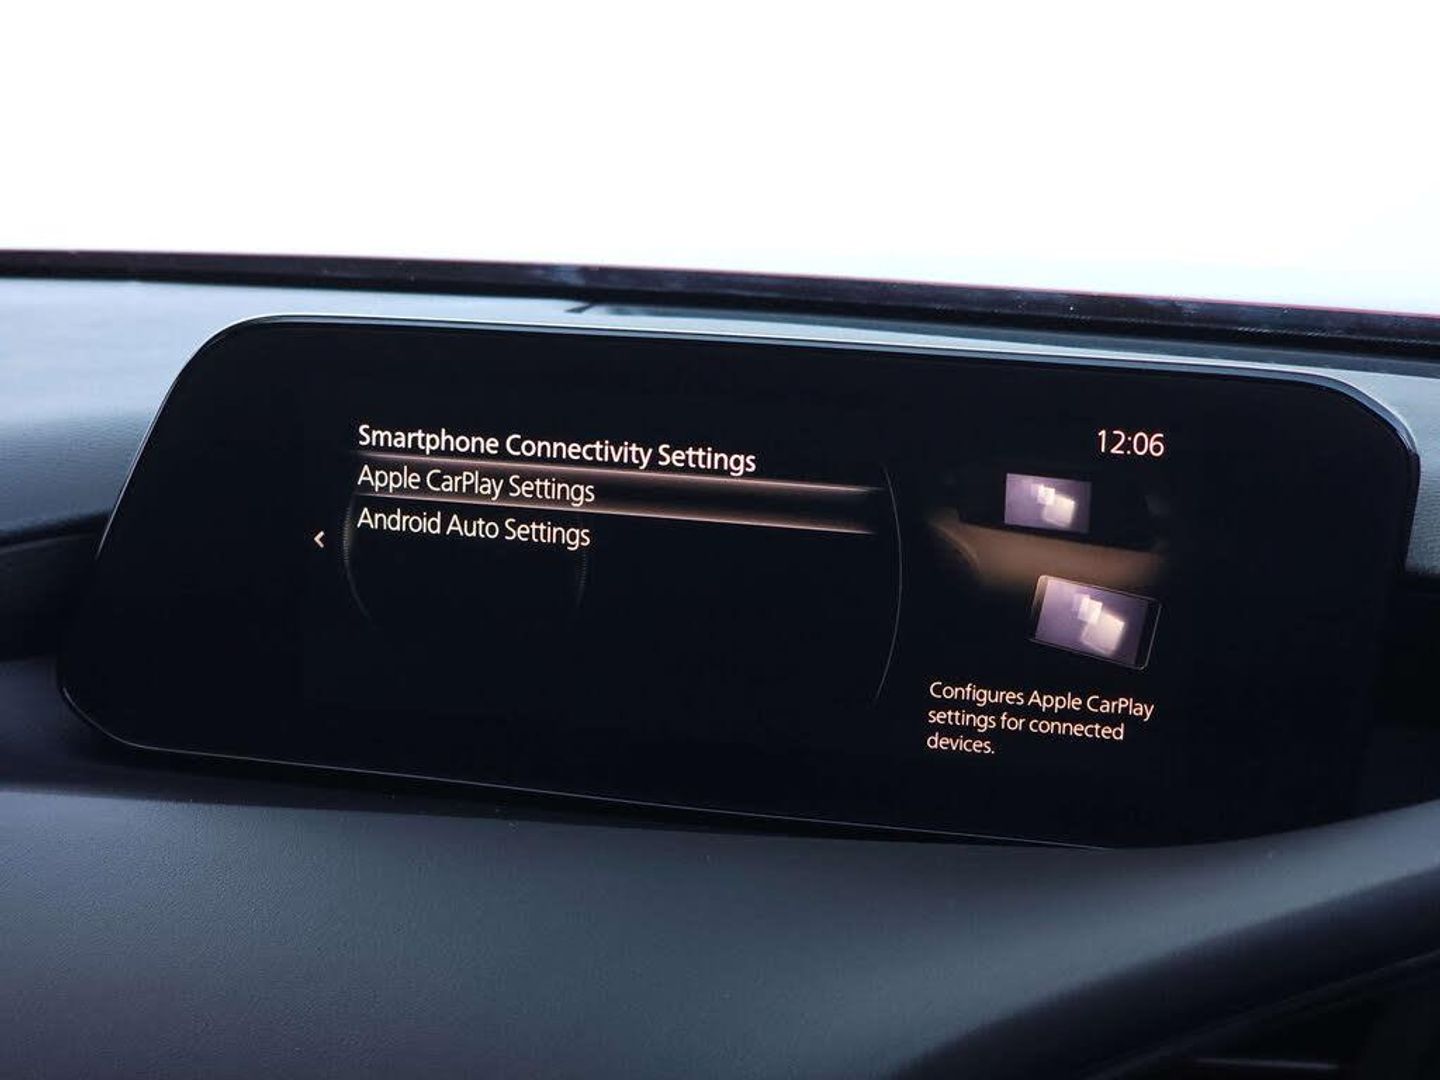 Smartphone Connectivity Settings
12:06
Apple CarPlay Settings
Android Auto Settings
Configures Apple CarPlay
settings for connected
devices.